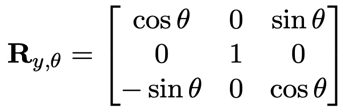 R_{y,θ} = [ cos θ 0 sin θ
0 1 0
− sin θ 0 cos θ ]